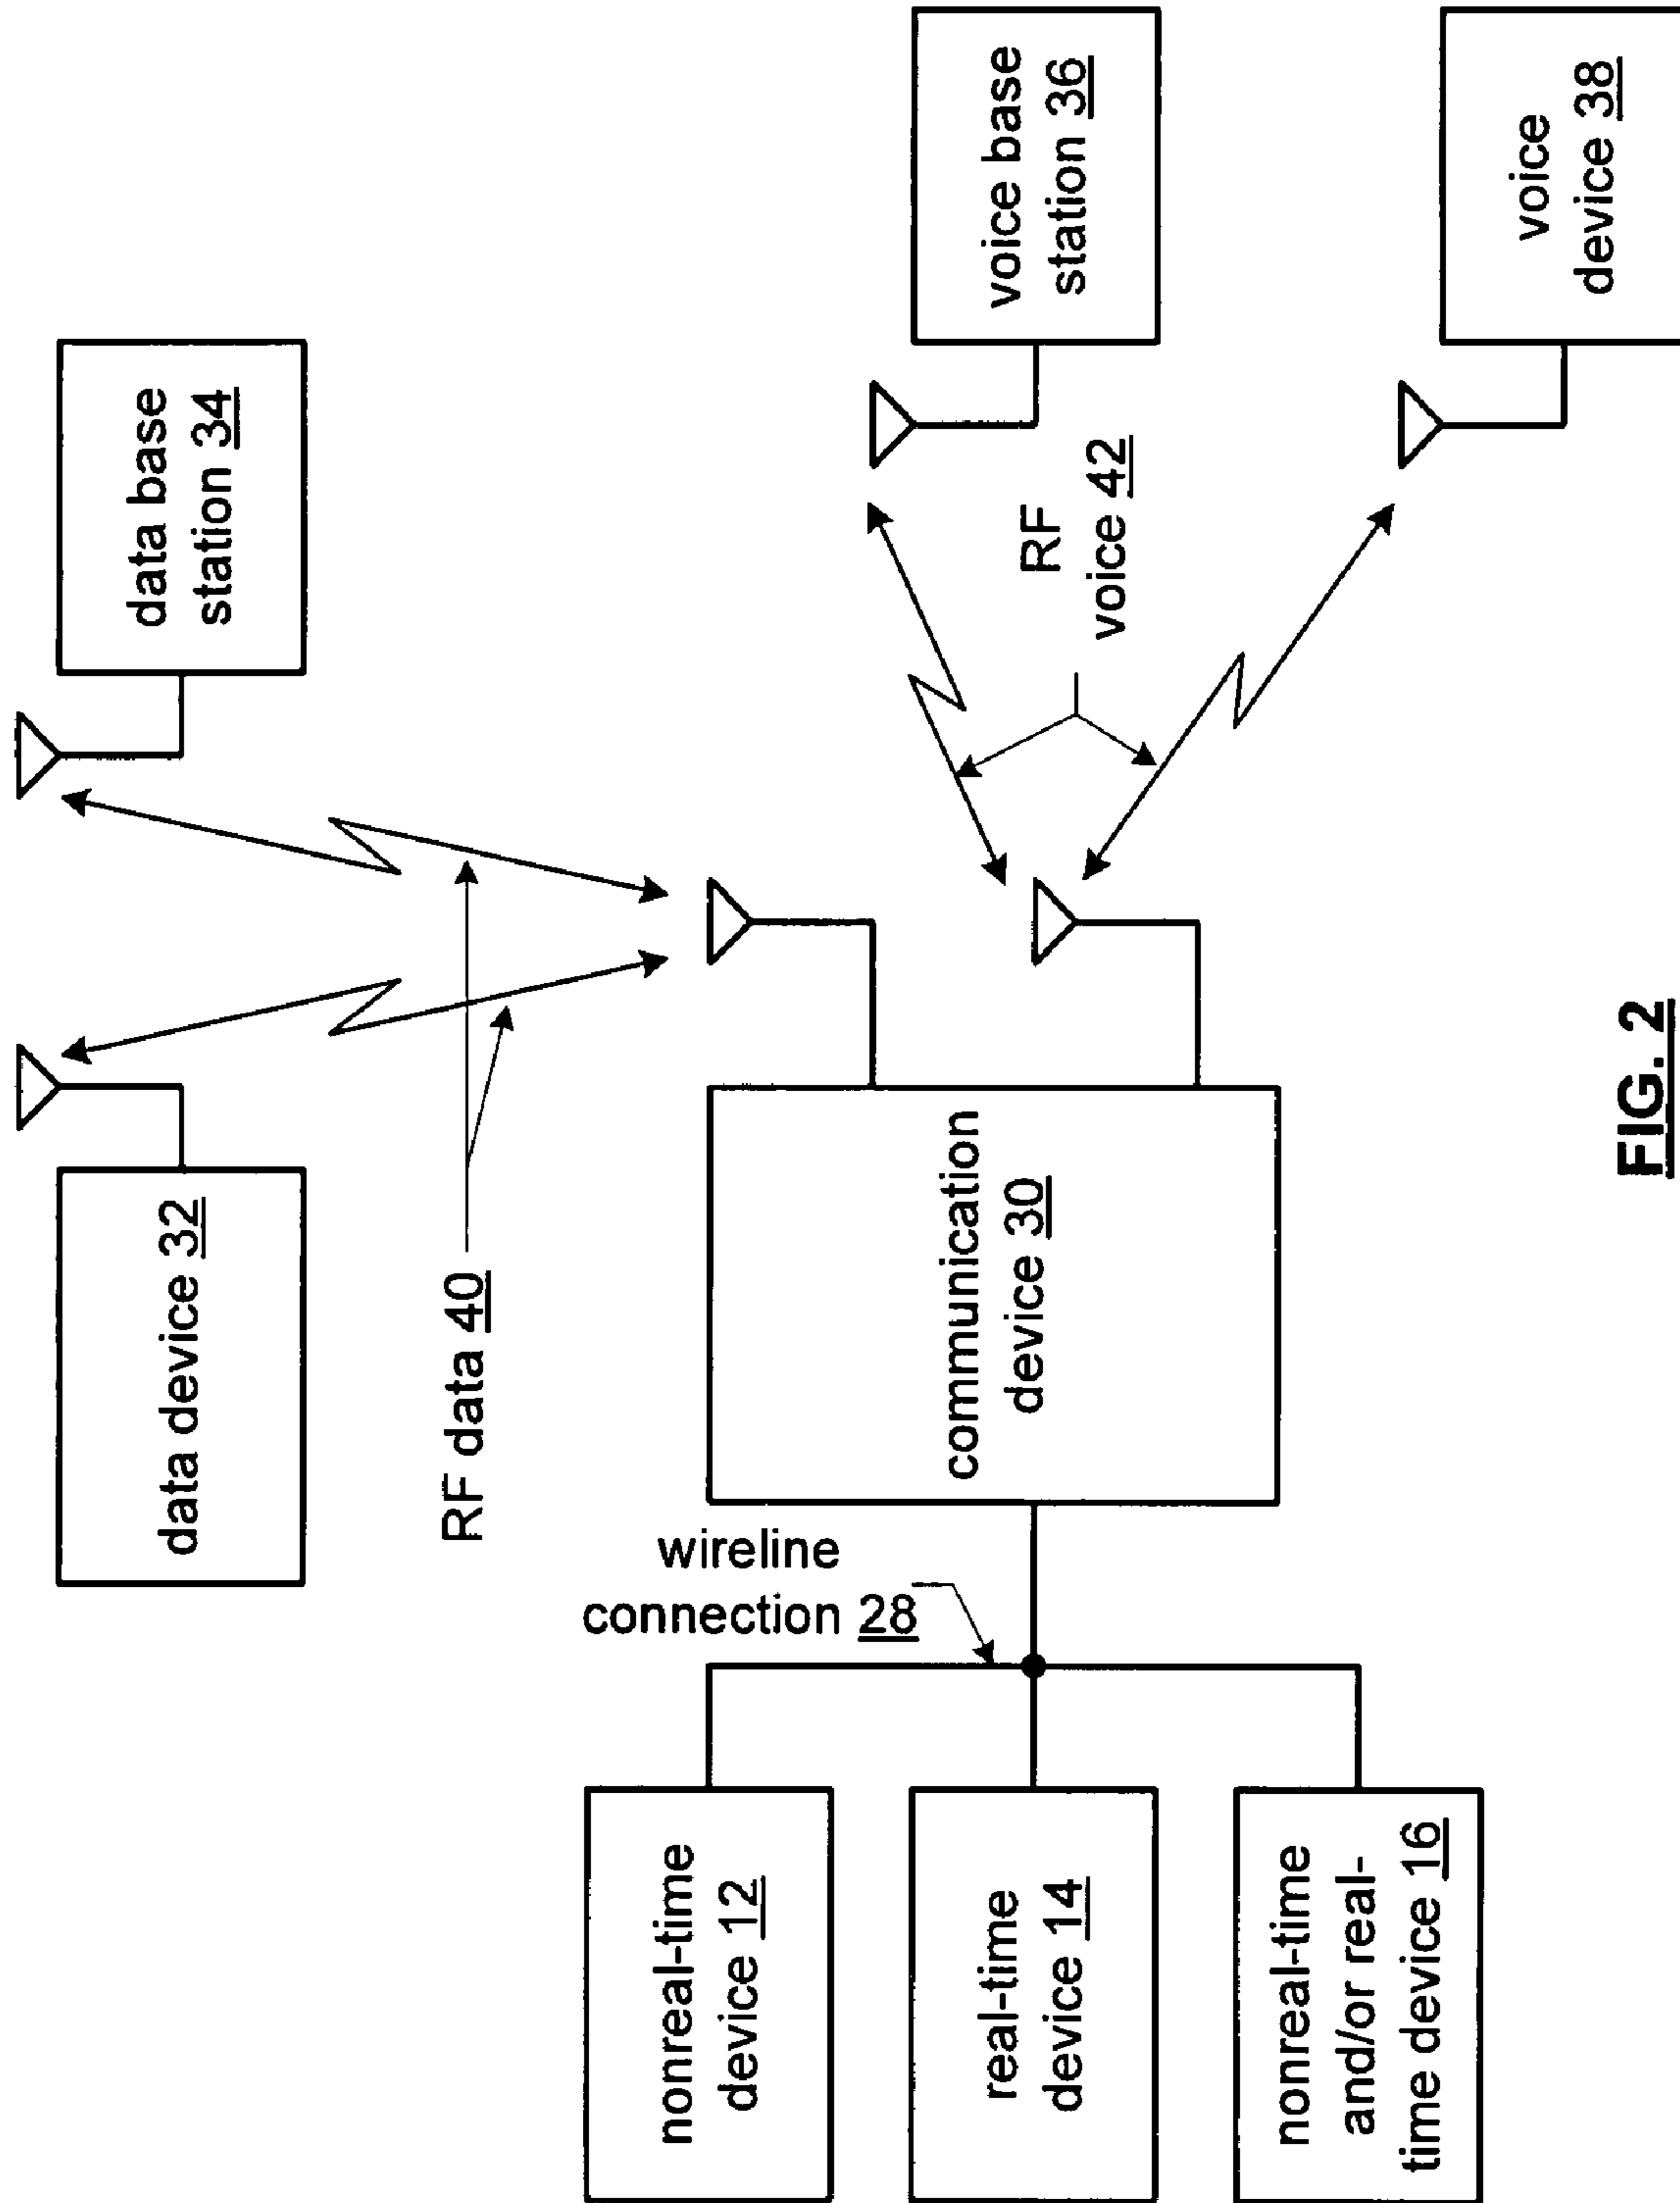 data device 32
data base
station 34
RF data 40
wireline
connection 28
nonreal-time
device 12
real-time
device 14
nonreal-time
and/or real-
time device 16
communication
device 30
RF
voice 42
voice base
station 36
voice
device 38
FIG. 2